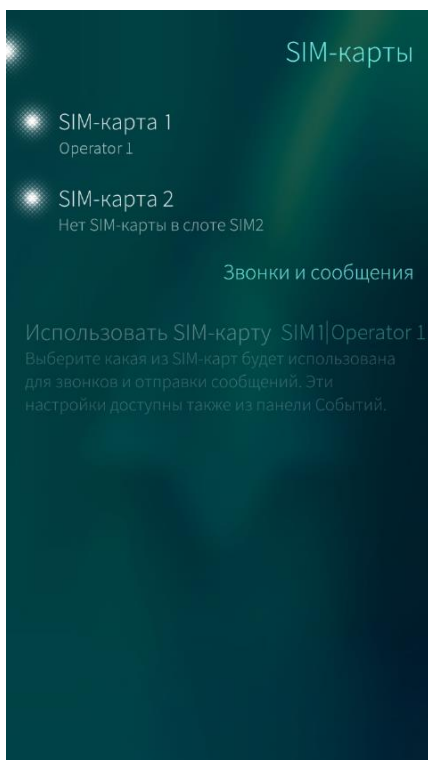 SIM-карты
SIM-карта 1
Operator 1
SIM-карта 2
Нет SIM-карты в слоте SIM2
Звонки и сообщения
Использовать SIM-карту SIM1|Operator 1
Выберите какая из SIM-карт будет использована
для звонков и отправки сообщений. Эти
настройки доступны также из панели Событий.